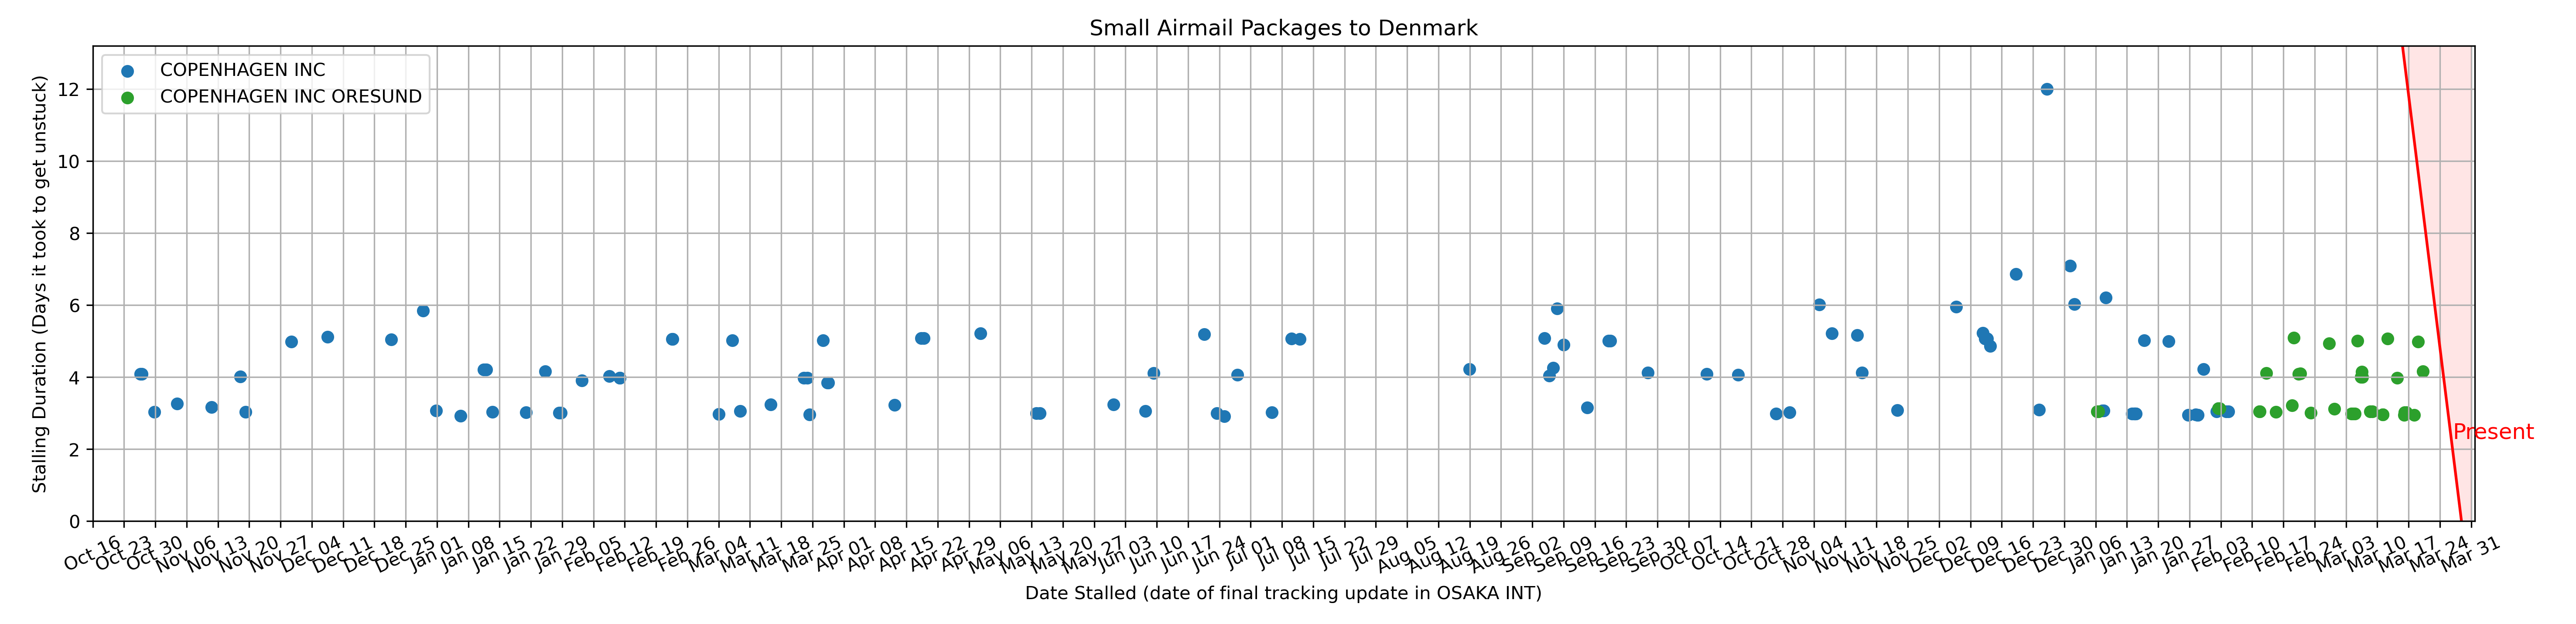 Small Airmail Packages to Denmark
COPENHAGEN INC
COPENHAGEN INC ORESUND
Stalling Duration (Days it took to get unstuck)
12
10
8
6
4
2
0
Present
Oct 16
Oct 23
Oct 30
Nov 06
Nov 13
Nov 20
Nov 27
Dec 04
Dec 11
Dec 18
Dec 25
Jan 01
Jan 08
Jan 15
Jan 22
Jan 29
Feb 05
Feb 12
Feb 19
Feb 26
Mar 04
Mar 11
Mar 18
Mar 25
Apr 01
Apr 08
Apr 15
Apr 22
Apr 29
May 06
May 13
May 20
May 27
Jun 03
Jun 10
Jun 17
Jun 24
Jul 01
Jul 08
Jul 15
Jul 22
Jul 29
Aug 05
Aug 12
Aug 19
Aug 26
Sep 02
Sep 09
Sep 16
Sep 23
Sep 30
Oct 07
Oct 14
Oct 21
Oct 28
Nov 04
Nov 11
Nov 18
Nov 25
Dec 02
Dec 09
Dec 16
Dec 23
Dec 30
Jan 06
Jan 13
Jan 20
Jan 27
Feb 03
Feb 10
Feb 17
Feb 24
Mar 03
Mar 10
Mar 17
Mar 24
Mar 31
Date Stalled (date of final tracking update in OSAKA INT)